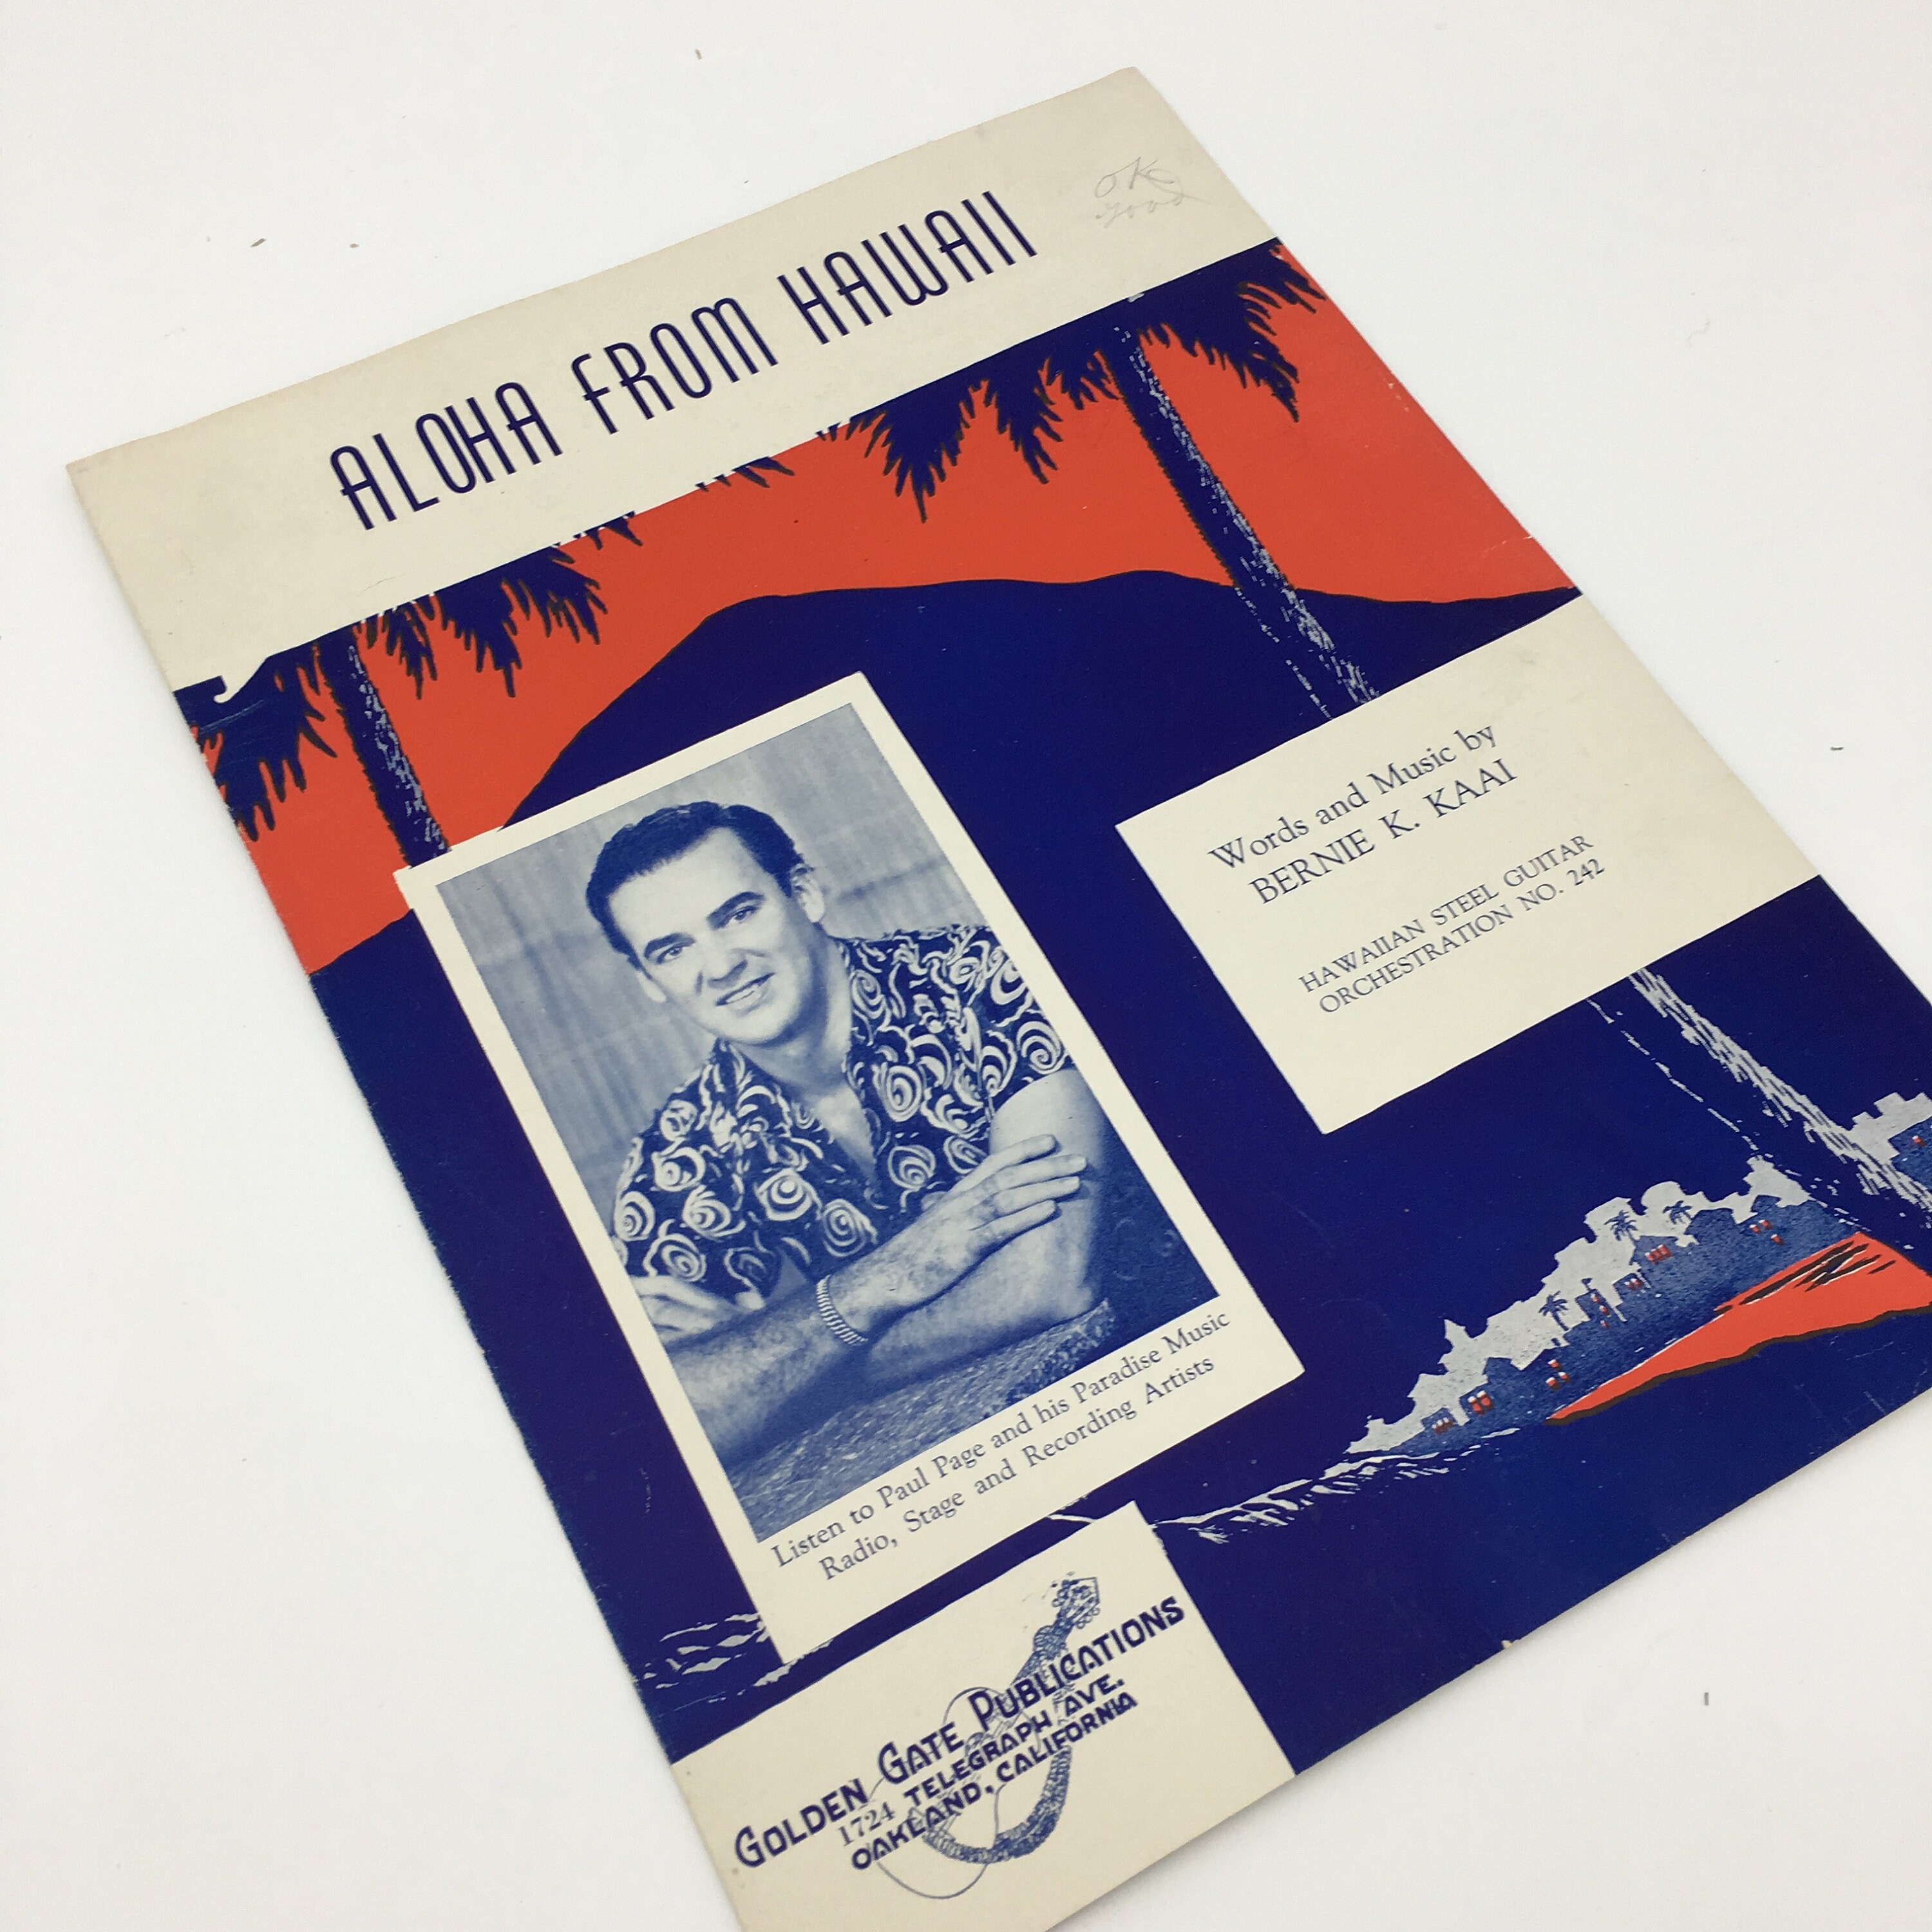 OK
good
ALOHA FROM HAWAII
Words and Music by
BERNIE K. KAAI
HAWAIIAN STEEL GUITAR
ORCHESTRATION NO. 242
Listen to Paul Page and his Paradise Music
Radio, Stage and Recording Artists
GOLDEN GATE PUBLICATIONS
1724 TELEGRAPH AVE.
OAKLAND, CALIFORNIA